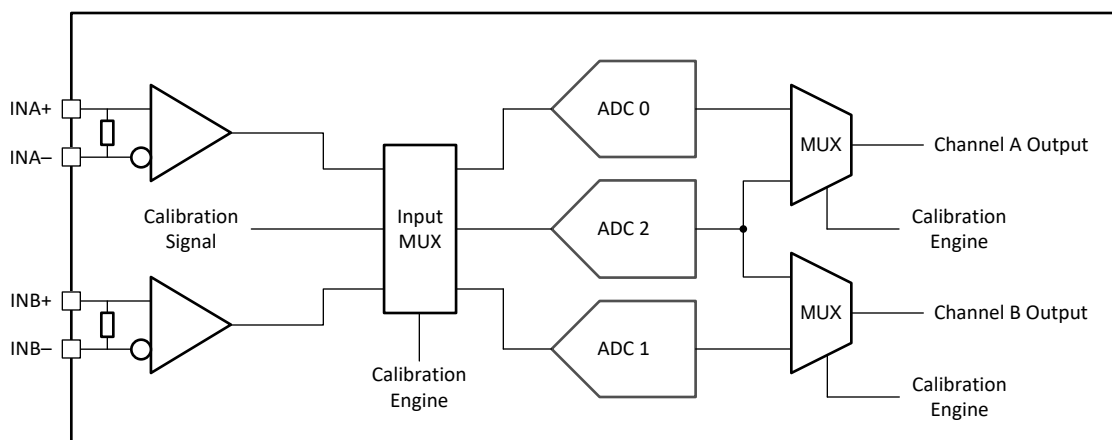 INA+
INA–
ADC 0
MUX
Channel A Output
Calibration
Signal
Input
MUX
ADC 2
Calibration
Engine
INB+
INB–
ADC 1
MUX
Channel B Output
Calibration
Engine
Calibration
Engine